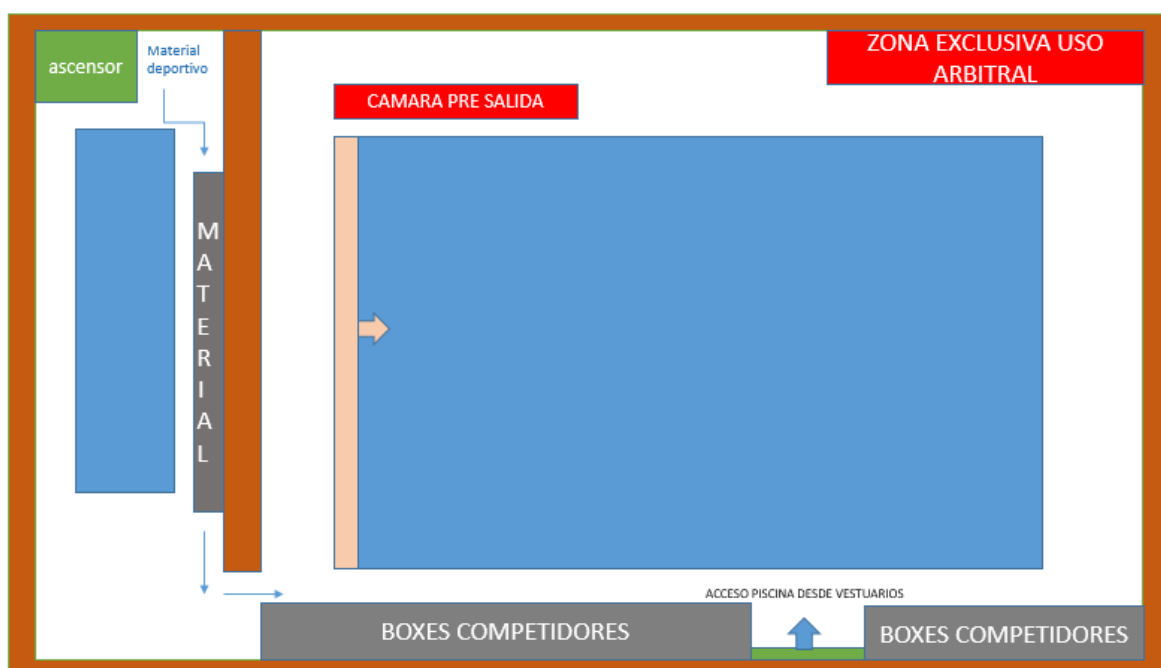 ascensor
Material
deportivo
ZONA EXCLUSIVA USO
ARBITRAL
CAMARA PRE SALIDA
M
A
T
E
R
I
A
L
ACCESO PISCINA DESDE VESTUARIOS
BOXES COMPETIDORES
BOXES COMPETIDORES